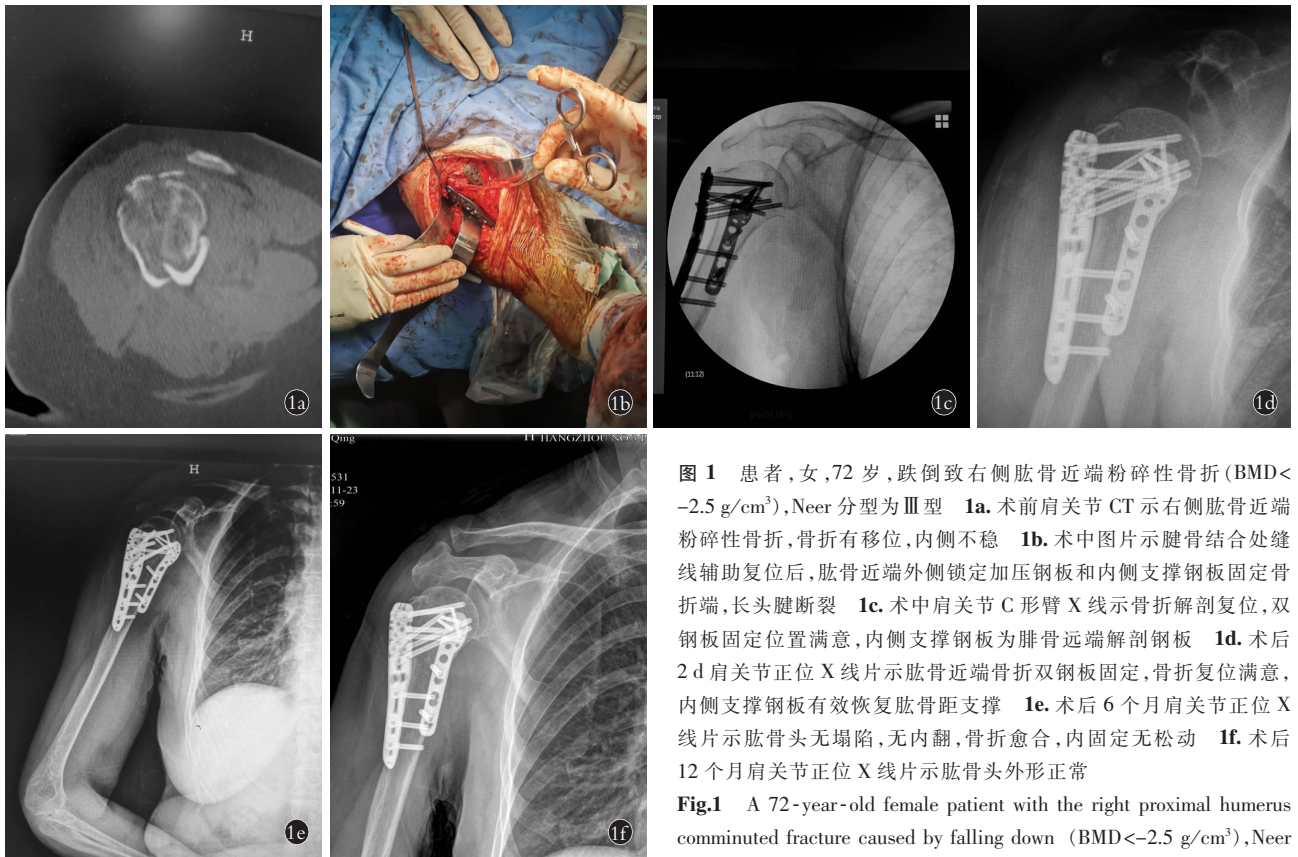 H
1a
1b
(11:12)
PHILIPS
1c
1d
H
1e
Qing
531
11-23
:59
1f
图 1 患者,女,72 岁,跌倒致右侧肱骨近端粉碎性骨折(BMD<
-2.5 g/cm³),Neer 分型为Ⅲ型 1a. 术前肩关节 CT 示右侧肱骨近端
粉碎性骨折,骨折有移位,内侧不稳 1b. 术中图片示腱骨结合处缝
线辅助复位后,肱骨近端外侧锁定加压钢板和内侧支撑钢板固定骨
折端,长头腱断裂 1c. 术中肩关节 C 形臂 X 线示骨折解剖复位,双
钢板固定位置满意,内侧支撑钢板为腓骨远端解剖钢板 1d. 术后
2 d 肩关节正位 X 线片示肱骨近端骨折双钢板固定,骨折复位满意,
内侧支撑钢板有效恢复肱骨距支撑 1e. 术后 6 个月肩关节正位 X
线片示肱骨头无塌陷,无内翻,骨折愈合,内固定无松动 1f. 术后
12 个月肩关节正位 X 线片示肱骨头外形正常
Fig.1 A 72-year-old female patient with the right proximal humerus
comminuted fracture caused by falling down (BMD<-2.5 g/cm³),Neer